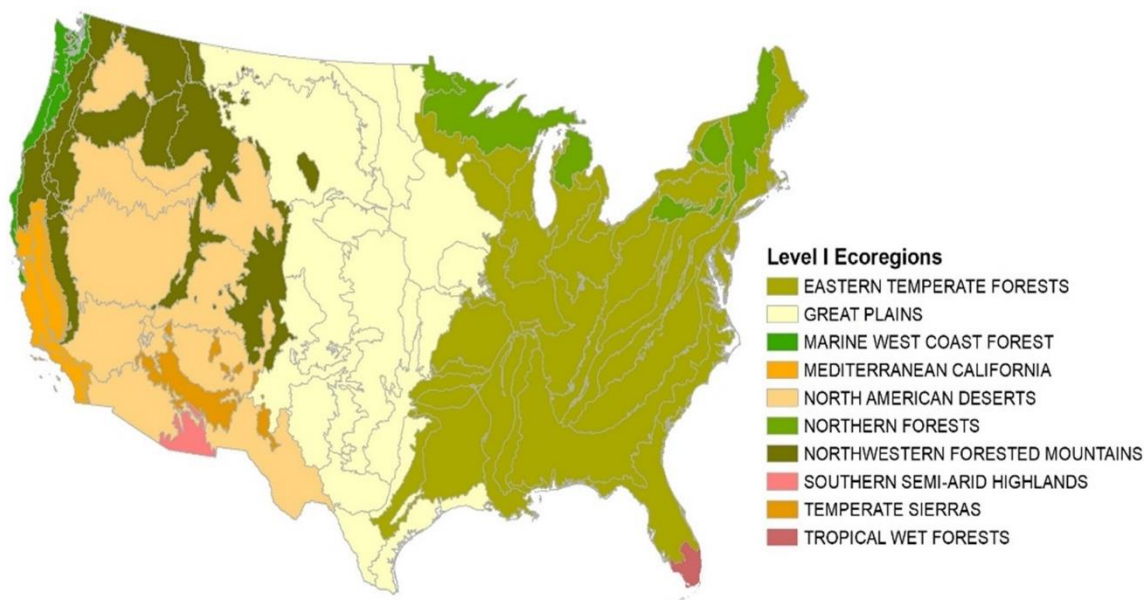 Level I Ecoregions
EASTERN TEMPERATE FORESTS
GREAT PLAINS
MARINE WEST COAST FOREST
MEDITERRANEAN CALIFORNIA
NORTH AMERICAN DESERTS
NORTHERN FORESTS
NORTHWESTERN FORESTED MOUNTAINS
SOUTHERN SEMI-ARID HIGHLANDS
TEMPERATE SIERRAS
TROPICAL WET FORESTS